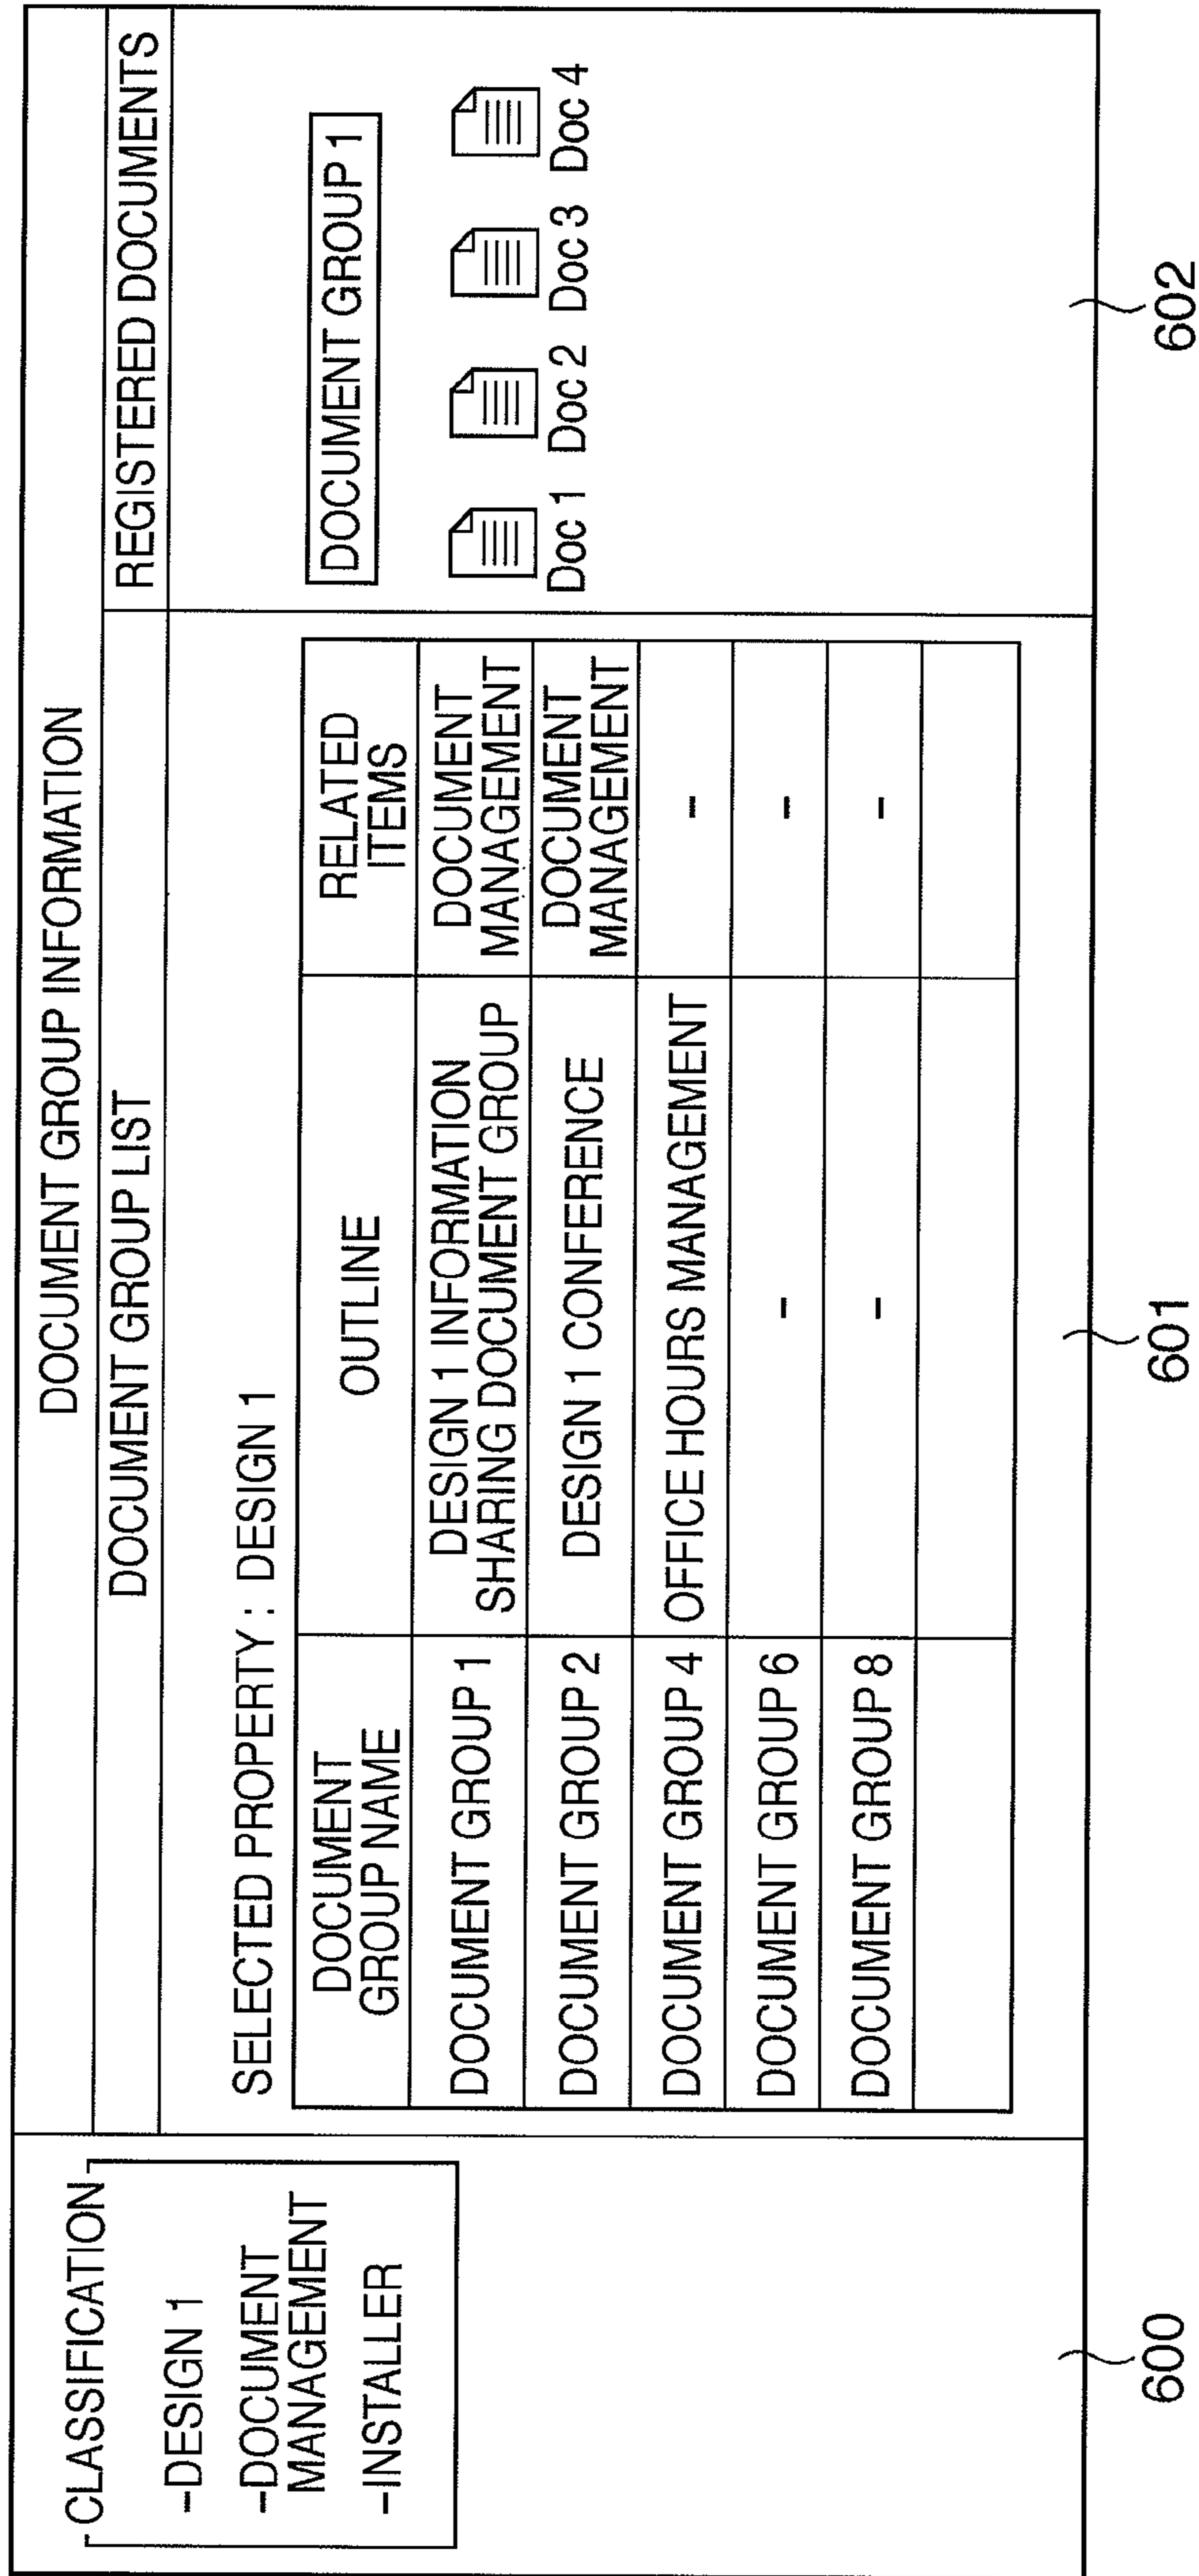 DOCUMENT GROUP INFORMATION
CLASSIFICATION
–DESIGN 1
–DOCUMENT
MANAGEMENT
–INSTALLER
DOCUMENT GROUP LIST
SELECTED PROPERTY : DESIGN 1
DOCUMENT
GROUP NAME
OUTLINE
RELATED
ITEMS
DOCUMENT GROUP 1
DESIGN 1 INFORMATION
SHARING DOCUMENT GROUP
DOCUMENT
MANAGEMENT
DOCUMENT GROUP 2
DESIGN 1 CONFERENCE
DOCUMENT
MANAGEMENT
DOCUMENT GROUP 4
OFFICE HOURS MANAGEMENT
–
DOCUMENT GROUP 6
–
–
DOCUMENT GROUP 8
–
–
REGISTERED DOCUMENTS
DOCUMENT GROUP 1
Doc 1 Doc 2 Doc 3 Doc 4
600
601
602